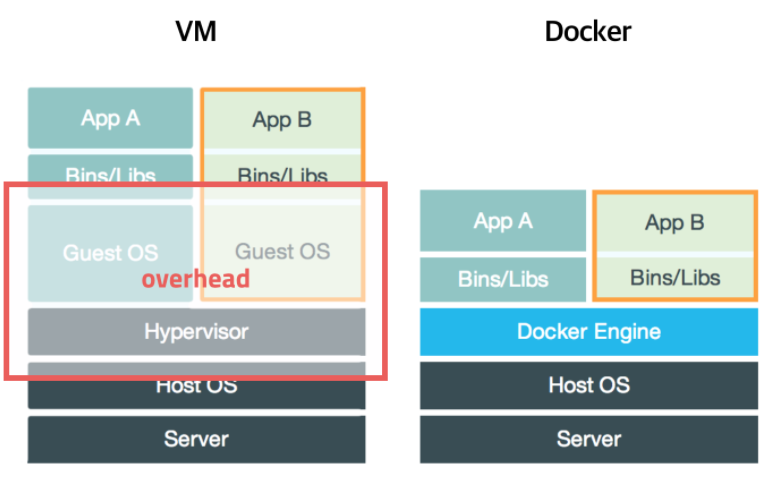 VM
Docker
App A
App B
Bins/Libs
Bins/Libs
Guest OS
Guest OS
overhead
Hypervisor
Host OS
Server
App A
App B
Bins/Libs
Bins/Libs
Docker Engine
Host OS
Server